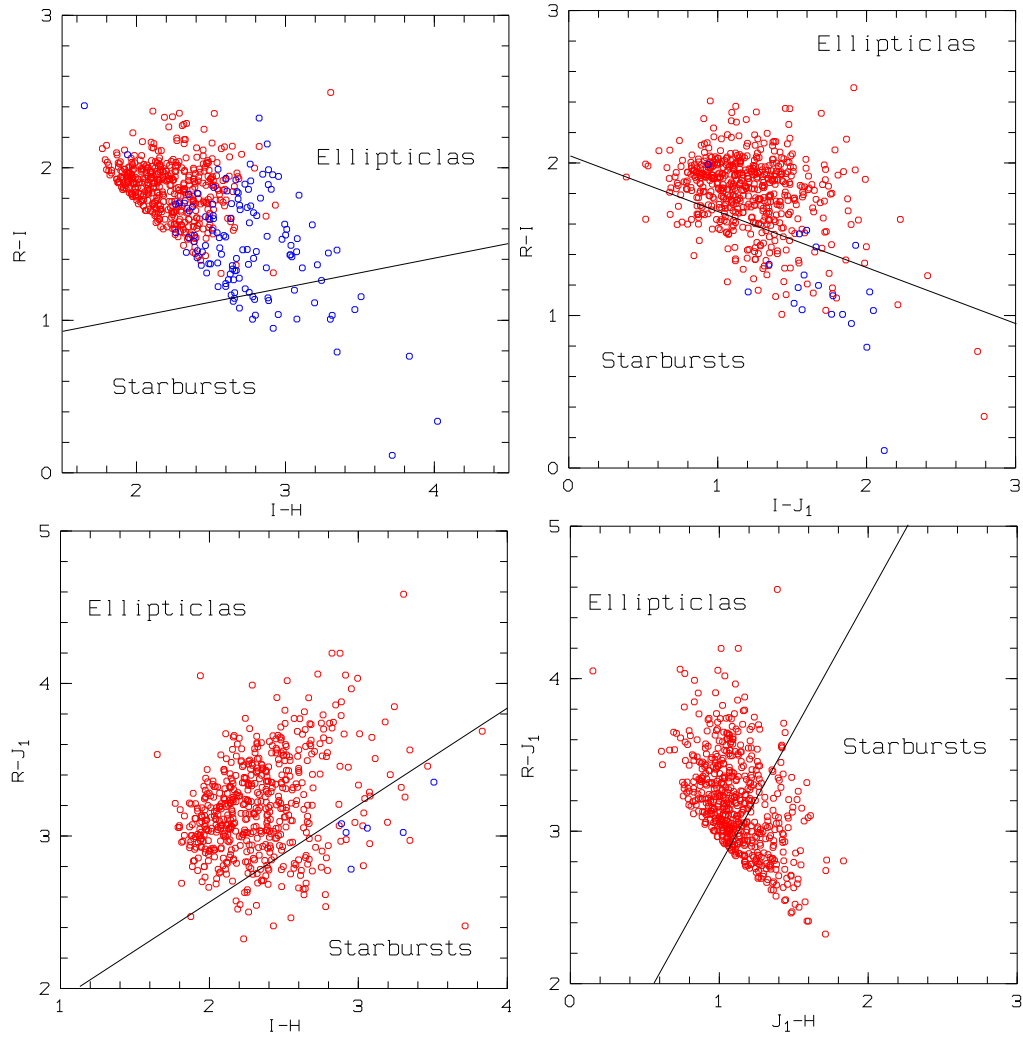 3
Ellipticlas
2
R-I
1
Starbursts
0
2 3 4
I-H
3
Ellipticlas
2
R-I
1
Starbursts
0
0 1 2 3
I-J1
5
Ellipticlas
4
R-J1
3
Starbursts
2
1 2 3 4
I-H
5
Ellipticlas
4
Starbursts
R-J1
3
2
0 1 2 3
J1-H